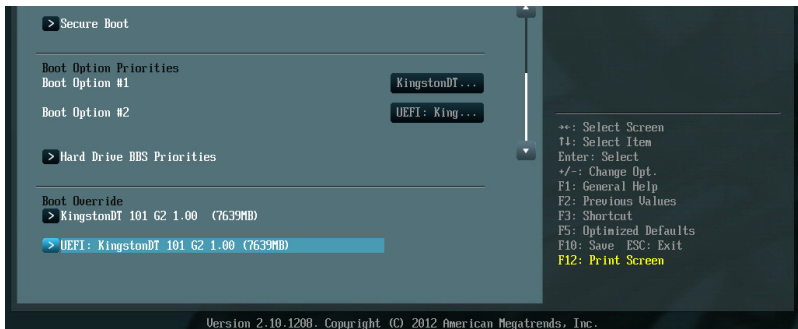 Secure Boot
Boot Option Priorities
Boot Option #1 KingstonDT...
Boot Option #2 UEFI: King...
Hard Drive BBS Priorities
Boot Override
KingstonDT 101 G2 1.00 (7639MB)
UEFI: KingstonDT 101 G2 1.00 (7639MB)
→←: Select Screen
↑↓: Select Item
Enter: Select
+/-: Change Opt.
F1: General Help
F2: Previous Values
F3: Shortcut
F5: Optimized Defaults
F10: Save ESC: Exit
F12: Print Screen
Version 2.10.1208. Copyright (C) 2012 American Megatrends, Inc.